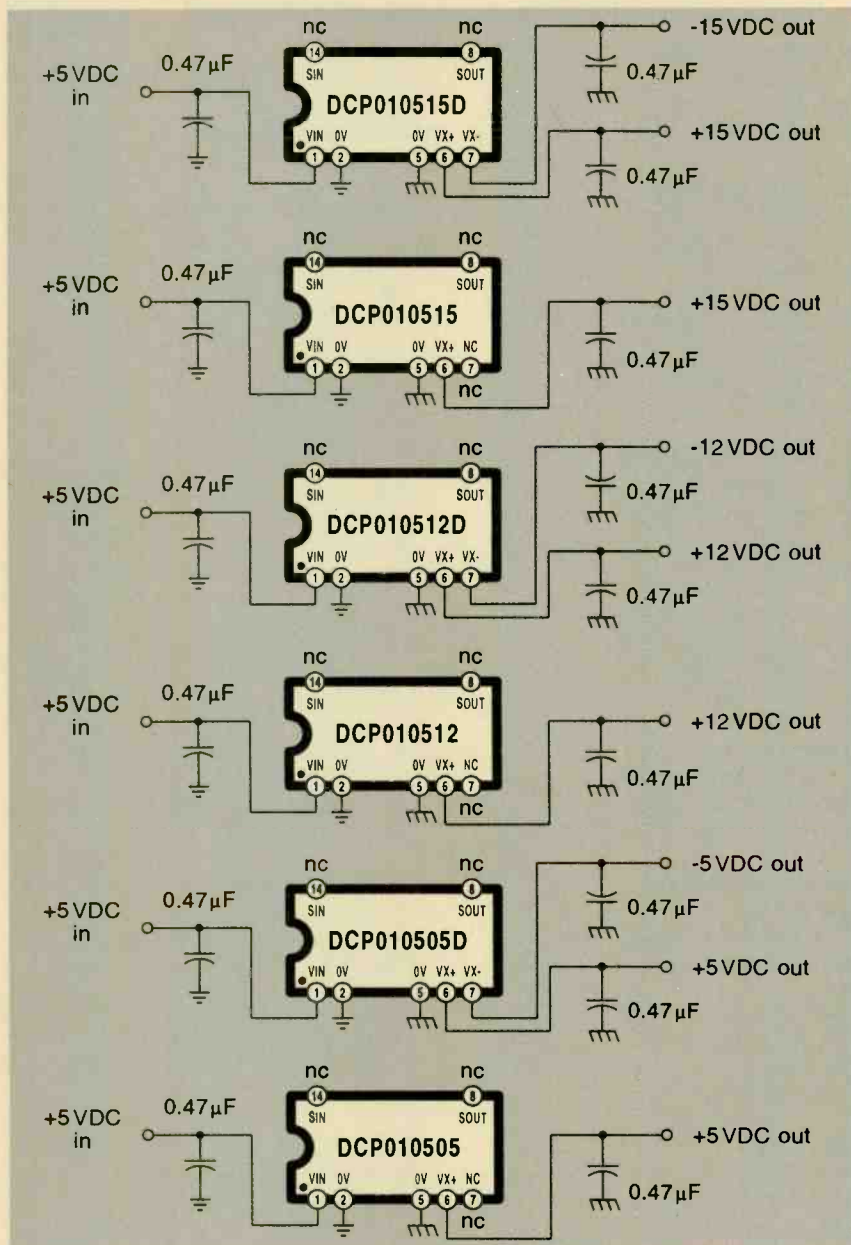 nc nc
-15VDC out
+5VDC in 0.47µF
14 8
SIN SOUT
0.47µF
DCP010515D
VIN 0V 0V VX+ VX-
+15VDC out
1 2 5 6 7
0.47µF
nc nc
+5VDC in 0.47µF
14 8
SIN SOUT
+15VDC out
DCP010515
VIN 0V 0V VX+ NC
0.47µF
1 2 5 6 7
nc
nc nc
-12VDC out
+5VDC in 0.47µF
14 8
SIN SOUT
0.47µF
DCP010512D
VIN 0V 0V VX+ VX-
+12VDC out
1 2 5 6 7
0.47µF
nc nc
+5VDC in 0.47µF
14 8
SIN SOUT
+12VDC out
DCP010512
VIN 0V 0V VX+ NC
0.47µF
1 2 5 6 7
nc
nc nc
-5VDC out
+5VDC in 0.47µF
14 8
SIN SOUT
0.47µF
DCP010505D
VIN 0V 0V VX+ VX-
+5VDC out
1 2 5 6 7
0.47µF
nc nc
+5VDC in 0.47µF
14 8
SIN SOUT
+5VDC out
DCP010505
VIN 0V 0V VX+ NC
0.47µF
1 2 5 6 7
nc